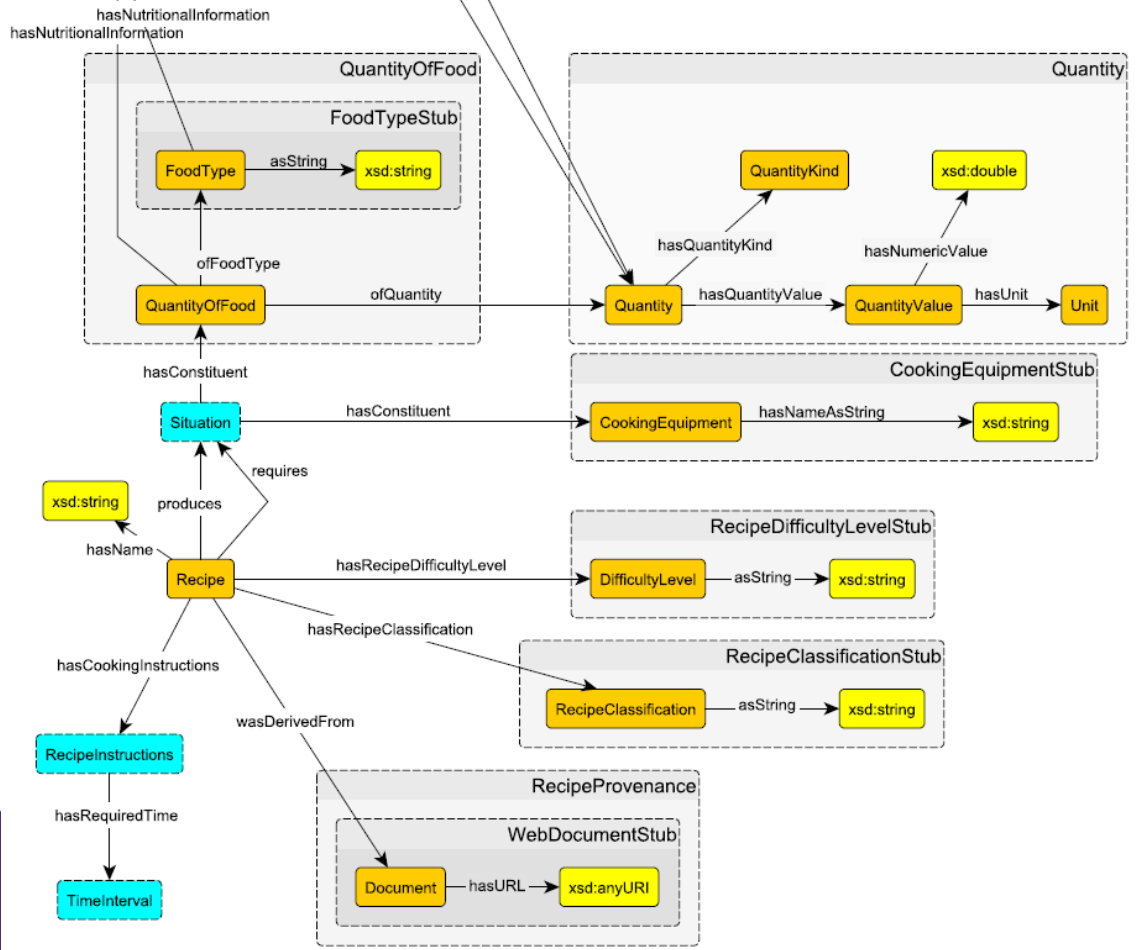 hasNutritionalInformation
hasNutritionalInformation
QuantityOfFood
Quantity
FoodTypeStub
FoodType
asString
xsd:string
QuantityKind
xsd:double
hasQuantityKind
hasNumericValue
ofFoodType
QuantityOfFood
ofQuantity
Quantity
hasQuantityValue
QuantityValue
hasUnit
Unit
hasConstituent
CookingEquipmentStub
Situation
hasConstituent
CookingEquipment
hasNameAsString
xsd:string
requires
xsd:string
produces
RecipeDifficultyLevelStub
hasName
Recipe
hasRecipeDifficultyLevel
DifficultyLevel
asString
xsd:string
hasRecipeClassification
RecipeClassificationStub
hasCookingInstructions
RecipeClassification
asString
xsd:string
wasDerivedFrom
RecipeInstructions
RecipeProvenance
hasRequiredTime
WebDocumentStub
Document
hasURL
xsd:anyURI
TimeInterval